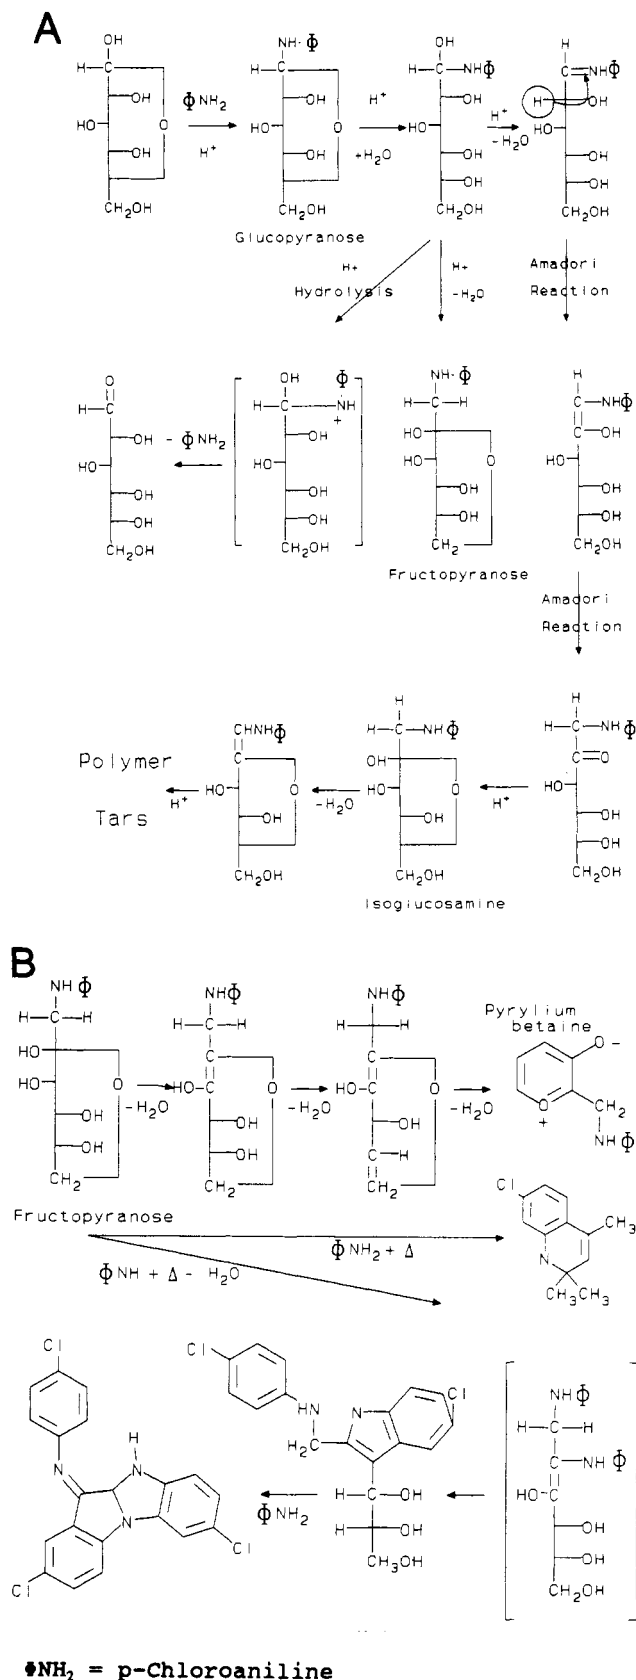 A
OH
H-C
OH
HO
O
OH
CH2OH
ΦNH2
H+
NH·Φ
H-C
OH
HO
O
OH
CH2OH
Glucopyranose
H+
+H2O
OH
H-C-NHΦ
OH
HO
OH
OH
CH2OH
H+
-H2O
H
C=NHΦ
H OH
HO
OH
OH
CH2OH
H+
Hydrolysis
H+
-H2O
Amadori
Reaction
O
H-C
OH
HO
OH
OH
CH2OH
- ΦNH2
OH Φ
H-C-NH
+
OH
HO
OH
OH
CH2OH
NH·Φ
H-C-H
HO
HO
O
OH
OH
CH2
Fructopyranose
H
C-NHΦ
C-OH
HO
OH
OH
CH2OH
Amadori
Reaction
Polymer
Tars
H+
CHNHΦ
C
HO
O
OH
CH2OH
-H2O
H
H-C-NHΦ
OH
HO
O
OH
CH2OH
Isoglucosamine
H+
H
H-C-NHΦ
C=O
HO
OH
OH
CH2OH
B
NHΦ
H-C-H
HO
HO
O
OH
OH
CH2
Fructopyranose
-H2O
NHΦ
H-C-H
C
HO-C
O
OH
OH
CH2
-H2O
NHΦ
H H
C
HO-C
O
OH
C-H
CH2
-H2O
Pyrylium
betaine
O-
O
+
CH2
NHΦ
ΦNH2 + Δ
ΦNH + Δ - H2O
Cl
CH3
N
H
CH3CH3
Cl
N
H
N
N
Cl
Cl
ΦNH2
Cl
HN
H2C
N
Cl
H-C-OH
H-C-OH
CH3OH
NHΦ
H-C-H
C-NHΦ
HO-C
OH
OH
CH2OH
ΦNH2 = p-Chloroaniline